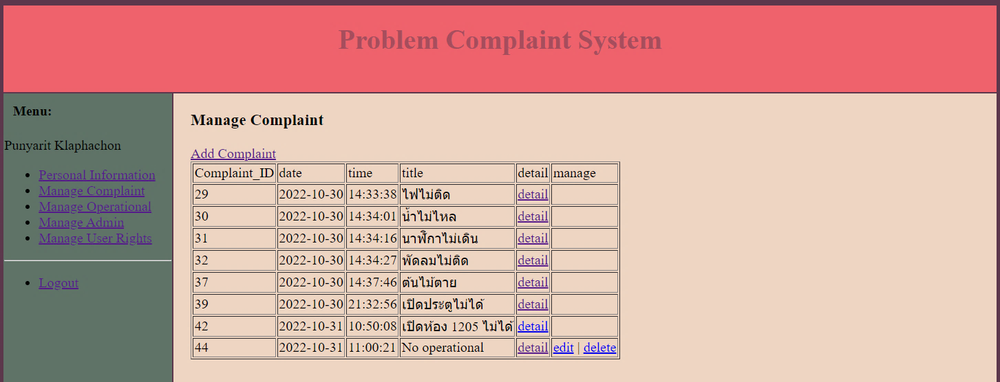 Problem Complaint System
Menu:
Punyarit Klaphachon
Personal Information
Manage Complaint
Manage Operational
Manage Admin
Manage User Rights
Logout
Manage Complaint
Add Complaint
Complaint_ID date time title detail manage
29 2022-10-30 14:33:38 ไฟไม่ติด detail
30 2022-10-30 14:34:01 น้ำไม่ไหล detail
31 2022-10-30 14:34:16 นาฬิกาไม่เดิน detail
32 2022-10-30 14:34:27 พัดลมไม่ติด detail
37 2022-10-30 14:37:46 ต้นไม้ตาย detail
39 2022-10-30 21:32:56 เปิดประตูไม่ได้ detail
42 2022-10-31 10:50:08 เปิดห้อง 1205 ไม่ได้ detail
44 2022-10-31 11:00:21 No operational detail edit | delete